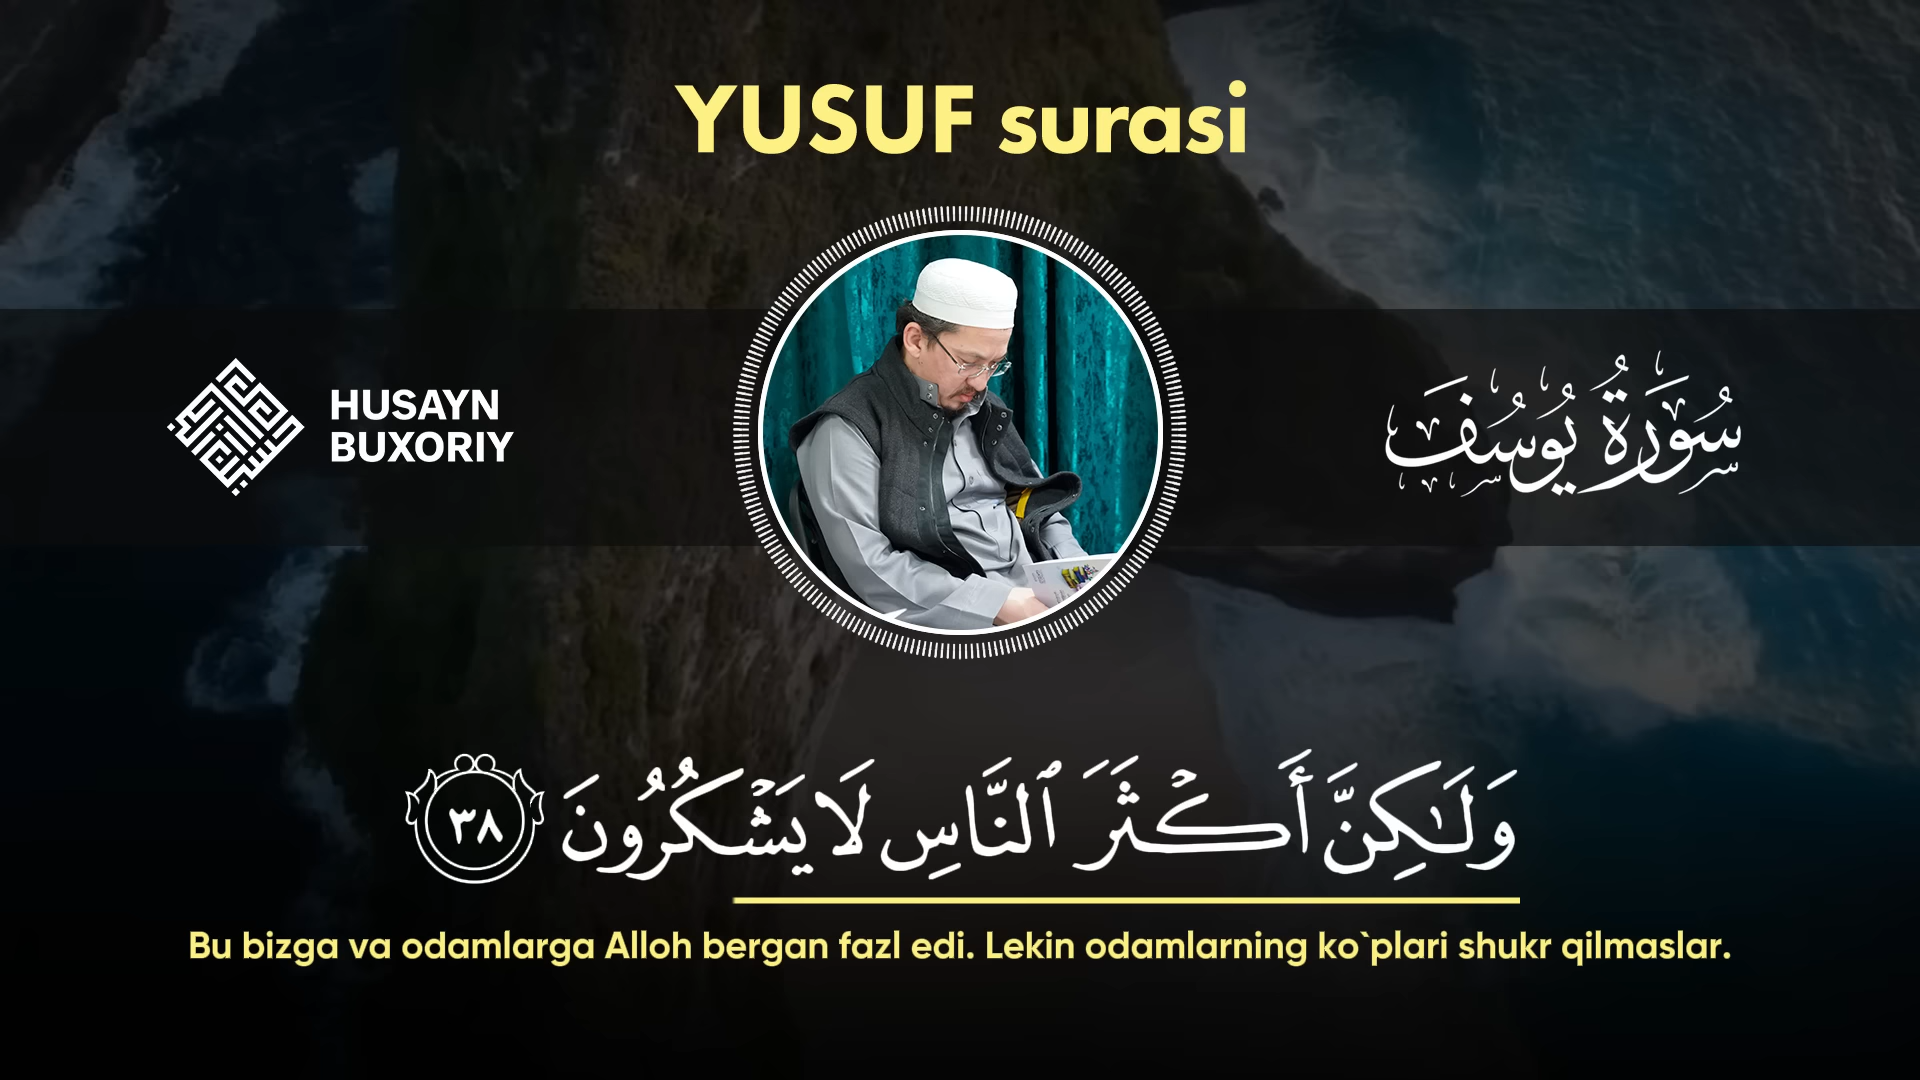 YUSUF surasi
HUSAYN
BUXORIY
سُورَةُ يُوسُفَ
وَلَـٰكِنَّ أَكْثَرَ ٱلنَّاسِ لَا يَشْكُرُونَ ٣٨
Bu bizga va odamlarga Alloh bergan fazl edi. Lekin odamlarning ko`plari shukr qilmaslar.